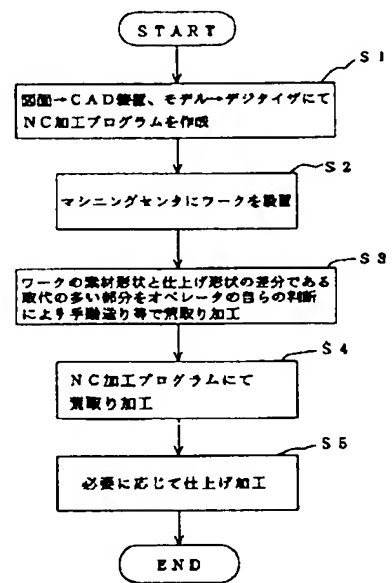 START
S1
図面→CAD装置、モデル→デジタイザにて
NC加工プログラムを作成
S2
マシニングセンタにワークを設置
S3
ワークの素材形状と仕上げ形状の差分である
取代の多い部分をオペレータの自らの判断
により手動送り等で荒取り加工
S4
NC加工プログラムにて
荒取り加工
S5
必要に応じて仕上げ加工
END